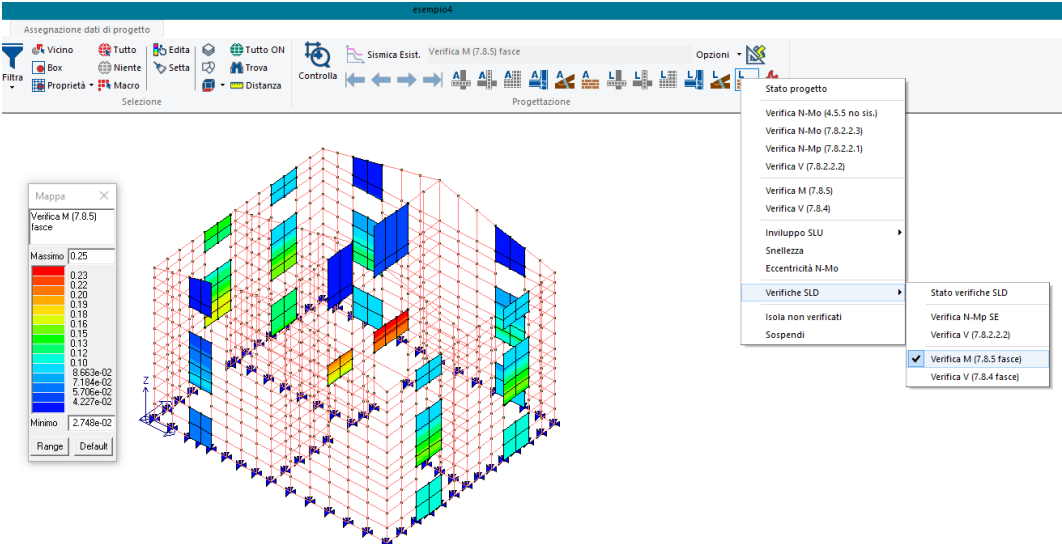 esempio4
Assegnazione dati di progetto
Filtra
Vicino
Box
Proprietà
Tutto
Niente
Macro
Edita
Setta
Tutto ON
Trova
Distanza
Selezione
Controlla
Sismica Esist.
Verifica M (7.8.5) fasce
Opzioni
A A A A A A L L L L L L
Progettazione
Stato progetto
Verifica N-Mo (4.5.5 no sis.)
Verifica N-Mo (7.8.2.2.3)
Verifica N-Mp (7.8.2.2.1)
Verifica V (7.8.2.2.2)
Verifica M (7.8.5)
Verifica V (7.8.4)
Inviluppo SLU
Snellezza
Eccentricità N-Mo
Verifiche SLD
Isola non verificati
Sospendi
Stato verifiche SLD
Verifica N-Mp SE
Verifica V (7.8.2.2.2)
Verifica M (7.8.5 fasce)
Verifica V (7.8.4 fasce)
Mappa
Verifica M (7.8.5)
fasce
Massimo 0.25
0.23
0.22
0.20
0.19
0.18
0.16
0.15
0.13
0.12
0.10
8.663e-02
7.184e-02
5.706e-02
4.227e-02
Minimo 2.748e-02
Range Default
Z